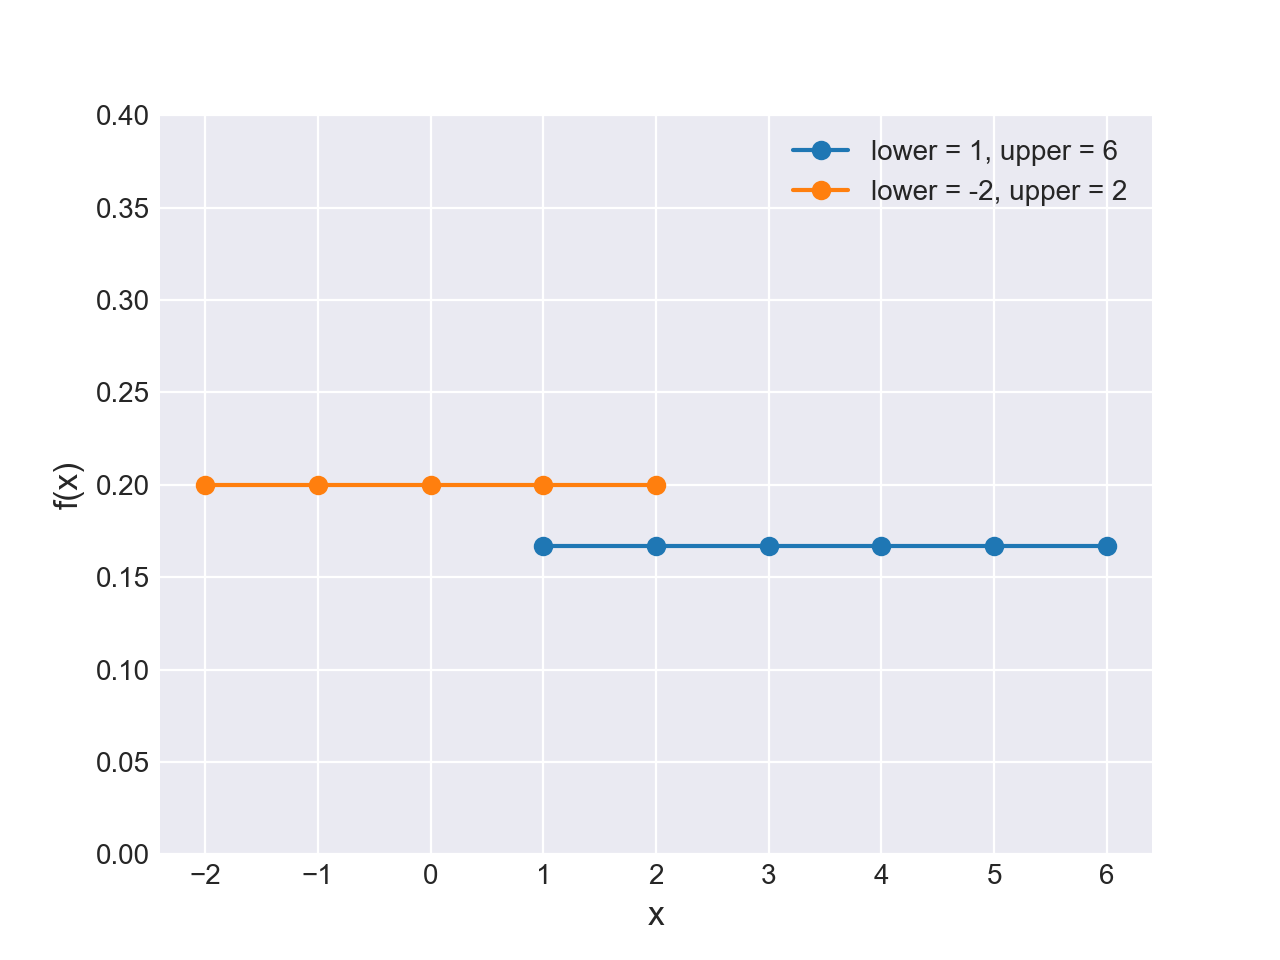 0.40
0.35
0.30
0.25
0.20
0.15
0.10
0.05
0.00
f(x)
lower = 1, upper = 6
lower = -2, upper = 2
−2 −1 0 1 2 3 4 5 6
x